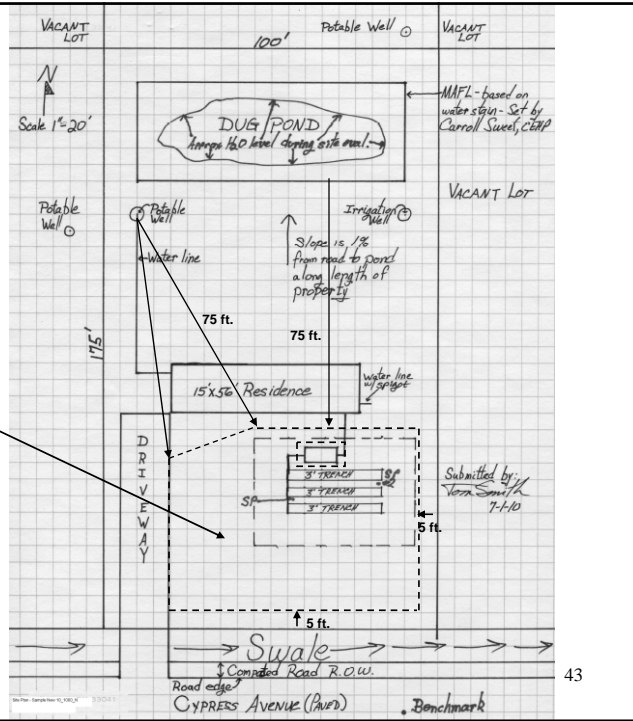 VACANT LOT
Potable Well
VACANT LOT
100'
N
Scale 1"=20'
DUG POND
Approx H2O level during site eval.
MAFL - based on
water stain - Set by
Carroll Sweet, CEHP
VACANT LOT
Potable Well
Potable Well
Irrigation Well
Water line
Slope is 1%
from road to pond
along length of
property
75 ft.
75 ft.
175'
15'x56' Residence
Water line
w/spigot
DRIVEWAY
3' TRENCH
3' TRENCH
3' TRENCH
SP
#2
SP
Submitted by:
Tom Smith
7-1-10
5 ft.
5 ft.
Swale
43
Road R.O.W.
Road edge
CYPRESS AVENUE (PAVED)
Benchmark